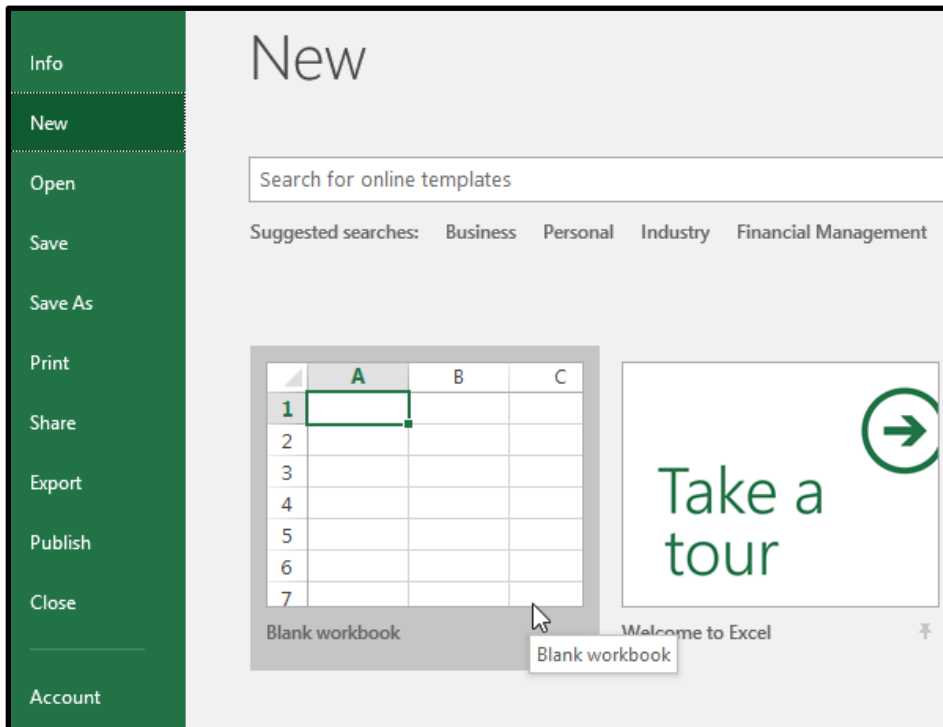 Info
New
Open
Save
Save As
Print
Share
Export
Publish
Close
Account
New
Search for online templates
Suggested searches: Business Personal Industry Financial Management
A B C
1
2
3
4
5
6
7
Blank workbook
Take a
tour
Welcome to Excel
Blank workbook